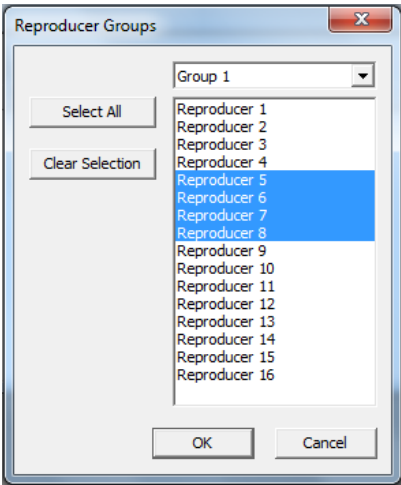 Reproducer Groups
Group 1
Select All
Clear Selection
Reproducer 1
Reproducer 2
Reproducer 3
Reproducer 4
Reproducer 5
Reproducer 6
Reproducer 7
Reproducer 8
Reproducer 9
Reproducer 10
Reproducer 11
Reproducer 12
Reproducer 13
Reproducer 14
Reproducer 15
Reproducer 16
OK
Cancel